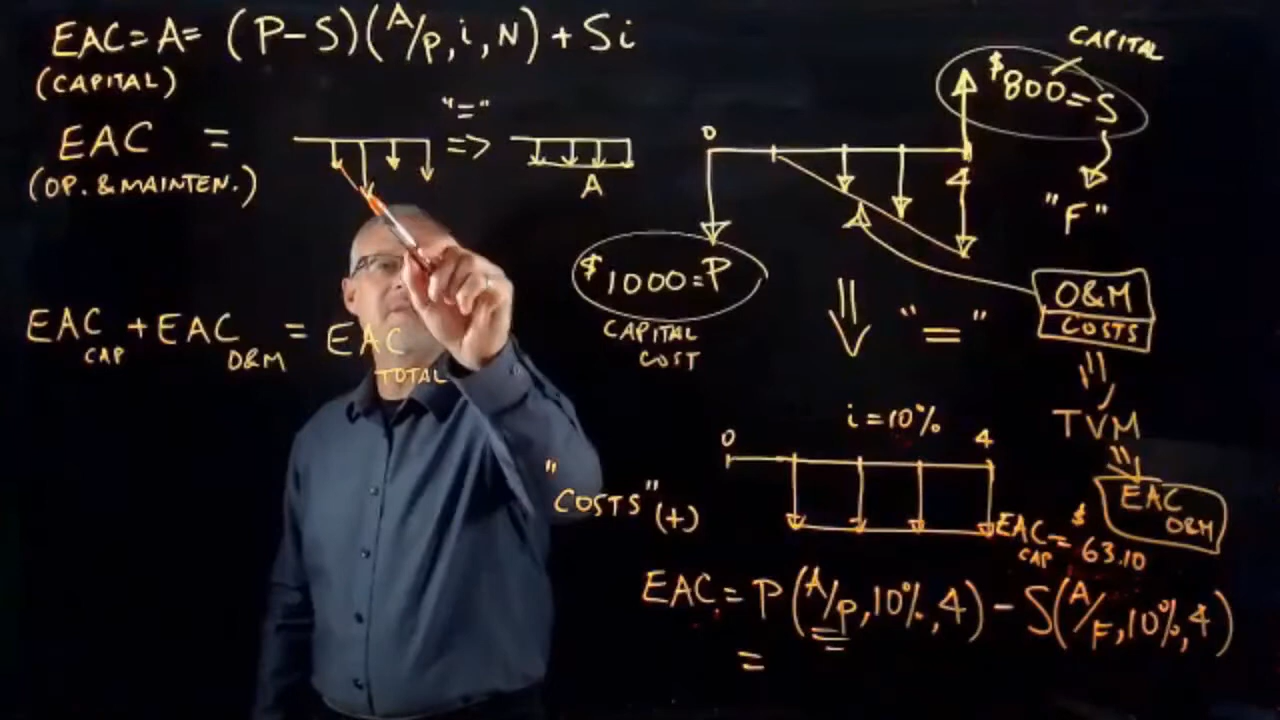 EAC = A = (P-S)(A/P, i, N) + Si
(CAPITAL)
EAC = "=" => A
(OP. & MAINTEN.)
EAC CAP + EAC O&M = EAC TOTAL
CAPITAL
$800 = S
"F"
0
4
$1000 = P
CAPITAL
COST
O&M
COSTS
"="
TVM
EAC O&M
i = 10%
0
4
"COSTS" (+)
EAC CAP = $63.10
EAC = P(A/P, 10%, 4) - S(A/F, 10%, 4)
=